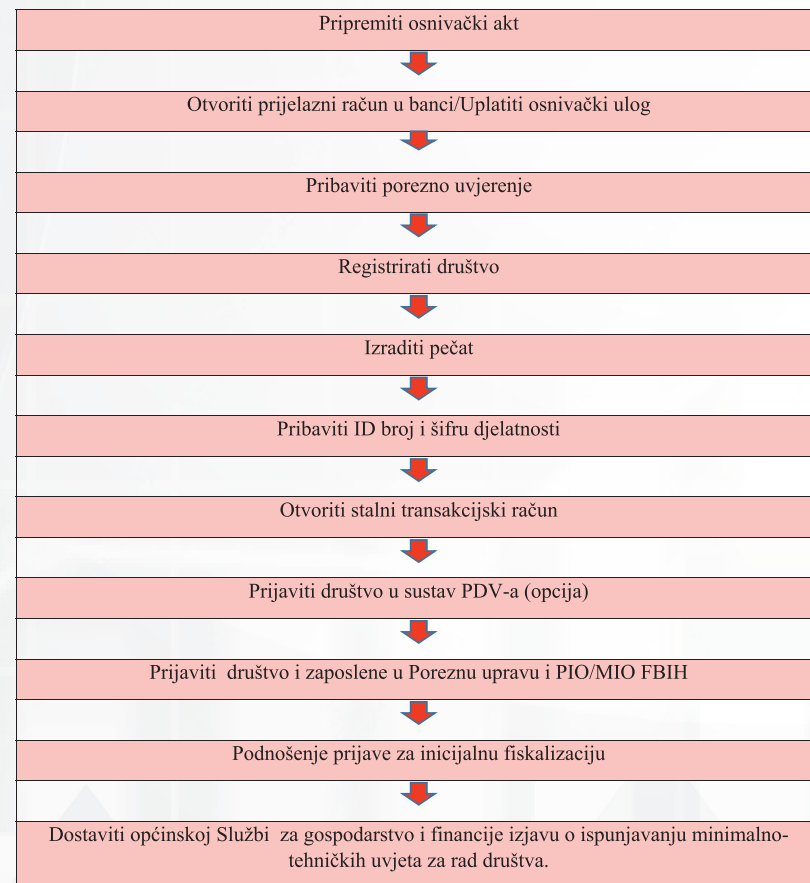 Pripremiti osnivački akt
Otvoriti prijelazni račun u banci/Uplatiti osnivački ulog
Pribaviti porezno uvjerenje
Registrirati društvo
Izraditi pečat
Pribaviti ID broj i šifru djelatnosti
Otvoriti stalni transakcijski račun
Prijaviti društvo u sustav PDV-a (opcija)
Prijaviti  društvo i zaposlene u Poreznu upravu i PIO/MIO FBIH
Podnošenje prijave za inicijalnu fiskalizaciju
Dostaviti općinskoj Službi  za gospodarstvo i financije izjavu o ispunjavanju minimalno-
tehničkih uvjeta za rad društva.